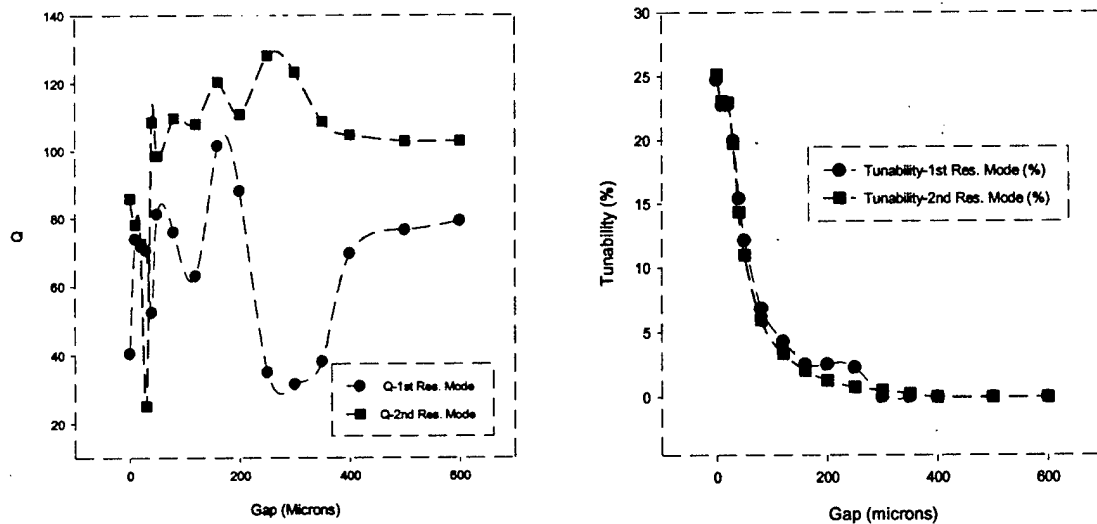 140
120
100
80
60
40
20
Q
0
200
400
600
Gap (Microns)
Q-1st Res. Mode
Q-2nd Res. Mode
30
25
20
15
10
5
0
Tunability (%)
0
200
400
600
Gap (microns)
Tunability-1st Res. Mode (%)
Tunability-2nd Res. Mode (%)